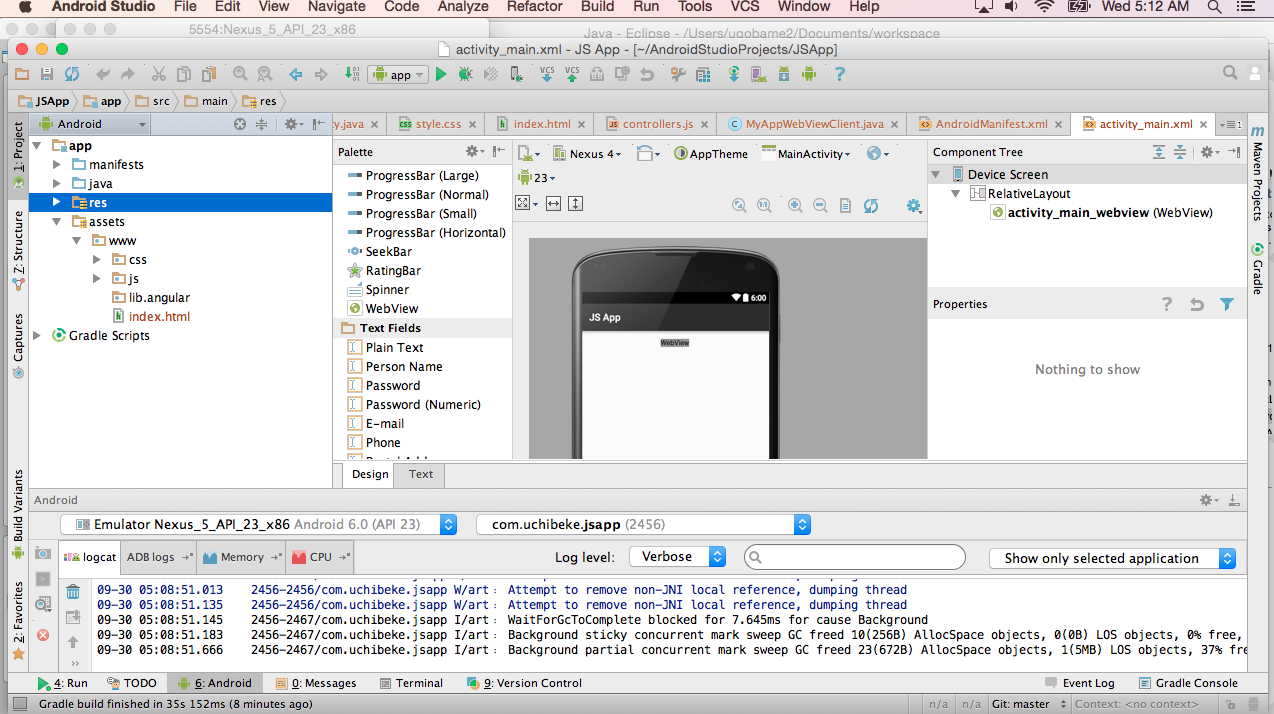 Android Studio File Edit View Navigate Code Analyze Refactor Build Run Tools VCS Window Help Wed 5:12 AM
5554:Nexus_5_API_23_x86
Java - Eclipse - /Users/ugobame2/Documents/workspace
activity_main.xml - JS App - [~/AndroidStudioProjects/JSApp]
app
VCS VCS
?
JSApp app src main res
1: Project
Z: Structure
Captures
Build Variants
2: Favorites
Android
y.java style.css index.html controllers.js MyAppWebViewClient.java AndroidManifest.xml activity_main.xml
app
manifests
java
res
assets
www
css
js
lib.angular
index.html
Gradle Scripts
Palette
ProgressBar (Large)
ProgressBar (Normal)
ProgressBar (Small)
ProgressBar (Horizontal)
SeekBar
RatingBar
Spinner
WebView
Text Fields
Plain Text
Person Name
Password
Password (Numeric)
E-mail
Phone
Nexus 4 AppTheme MainActivity
23
6:00
JS App
WebView
Design Text
Component Tree
Device Screen
RelativeLayout
activity_main_webview (WebView)
Properties
?
Nothing to show
Maven Projects
Gradle
Android
Emulator Nexus_5_API_23_x86 Android 6.0 (API 23) com.uchibeke.jsapp (2456)
logcat ADB logs Memory CPU Log level: Verbose Show only selected application
09-30 05:08:51.013 2456-2456/com.uchibeke.jsapp W/art: Attempt to remove non-JNI local reference, dumping thread
09-30 05:08:51.135 2456-2456/com.uchibeke.jsapp W/art: Attempt to remove non-JNI local reference, dumping thread
09-30 05:08:51.145 2456-2467/com.uchibeke.jsapp I/art: WaitForGcToComplete blocked for 7.645ms for cause Background
09-30 05:08:51.183 2456-2467/com.uchibeke.jsapp I/art: Background sticky concurrent mark sweep GC freed 10(256B) AllocSpace objects, 0(0B) LOS objects, 0% free,
09-30 05:08:51.666 2456-2467/com.uchibeke.jsapp I/art: Background partial concurrent mark sweep GC freed 23(672B) AllocSpace objects, 1(5MB) LOS objects, 37% fre
4: Run TODO 6: Android 0: Messages Terminal 9: Version Control Event Log Gradle Console
Gradle build finished in 35s 152ms (8 minutes ago) n/a n/a Git: master Context: <no context>